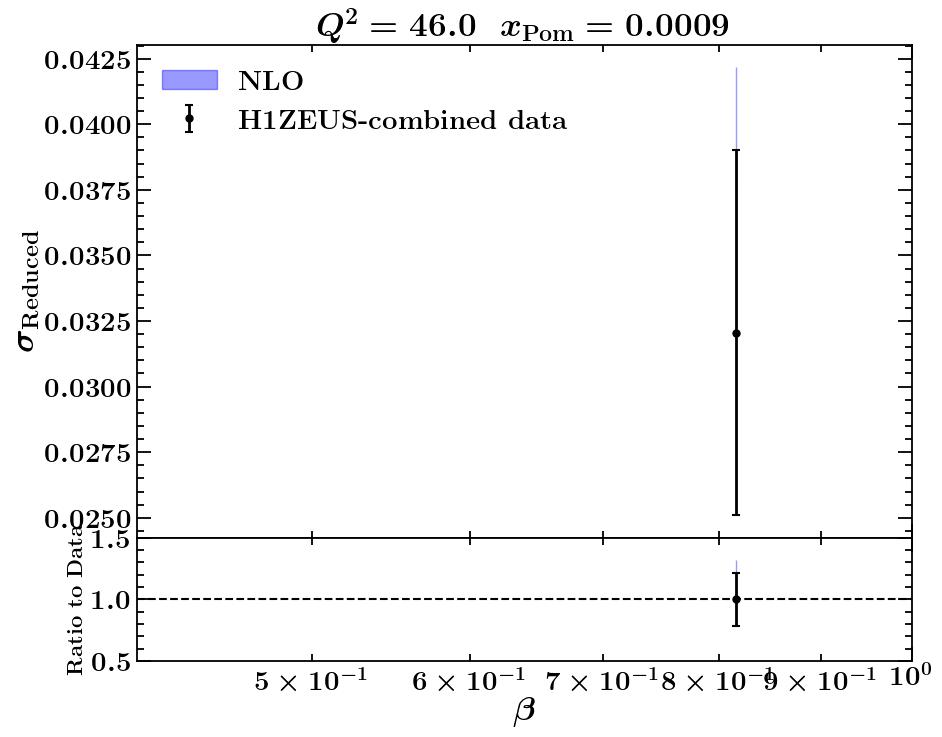 Q² = 46.0 x_Pom = 0.0009
NLO
H1ZEUS-combined data
0.0425
0.0400
0.0375
0.0350
0.0325
0.0300
0.0275
0.0250
σ_Reduced
1.5
1.0
0.5
Ratio to Data
5 × 10⁻¹ 6 × 10⁻¹ 7 × 10⁻¹ 8 × 10⁻¹ 9 × 10⁻¹ 10⁰
β